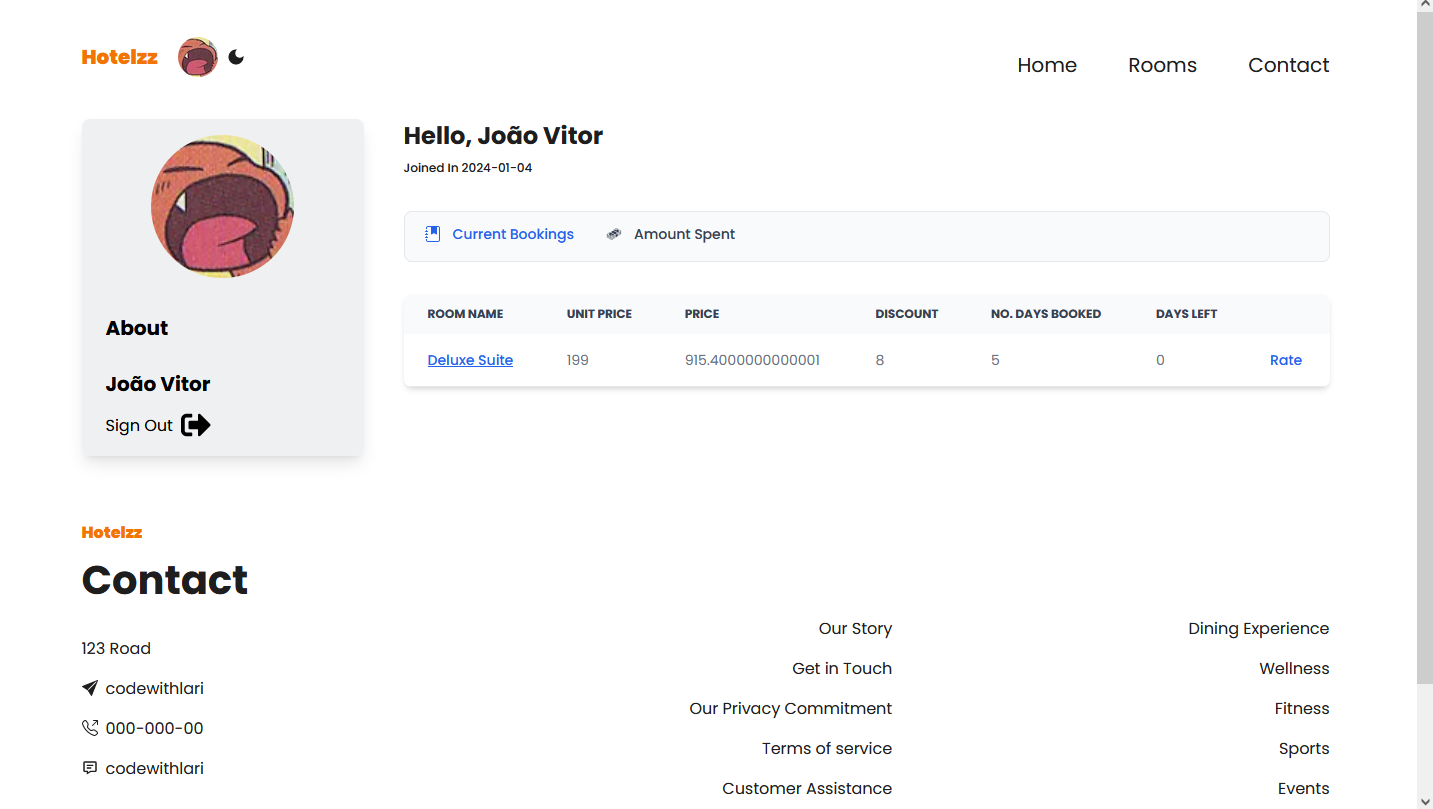 Hotelzz
Home Rooms Contact
About
João Vitor
Sign Out
Hello, João Vitor
Joined In 2024-01-04
Current Bookings Amount Spent
ROOM NAME UNIT PRICE PRICE DISCOUNT NO. DAYS BOOKED DAYS LEFT
Deluxe Suite 199 915.4000000000001 8 5 0 Rate
Hotelzz
Contact
123 Road
codewithlari
000-000-00
codewithlari
Our Story
Get in Touch
Our Privacy Commitment
Terms of service
Customer Assistance
Dining Experience
Wellness
Fitness
Sports
Events